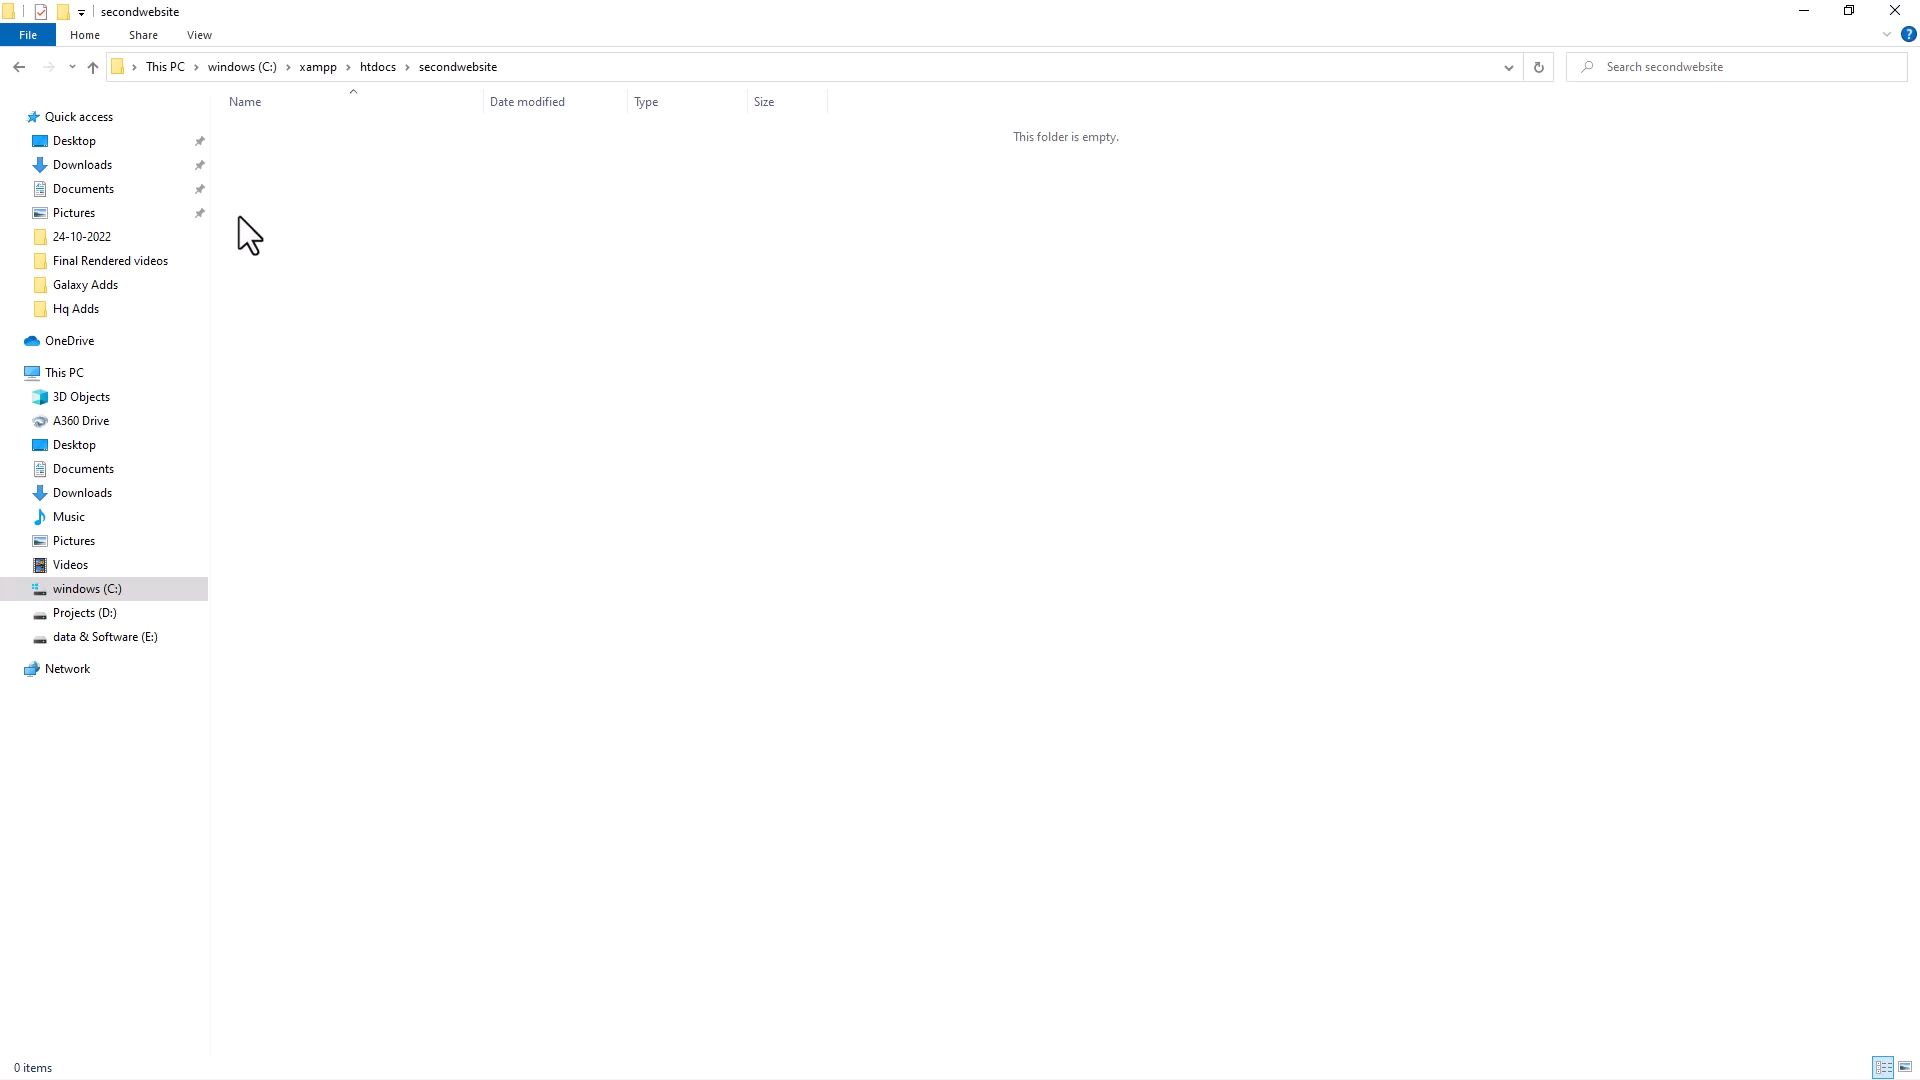 secondwebsite
File Home Share View
This PC windows (C:) xampp htdocs secondwebsite
Search secondwebsite
Name Date modified Type Size
This folder is empty.
Quick access
Desktop
Downloads
Documents
Pictures
24-10-2022
Final Rendered videos
Galaxy Adds
Hq Adds
OneDrive
This PC
3D Objects
A360 Drive
Desktop
Documents
Downloads
Music
Pictures
Videos
windows (C:)
Projects (D:)
data & Software (E:)
Network
0 items